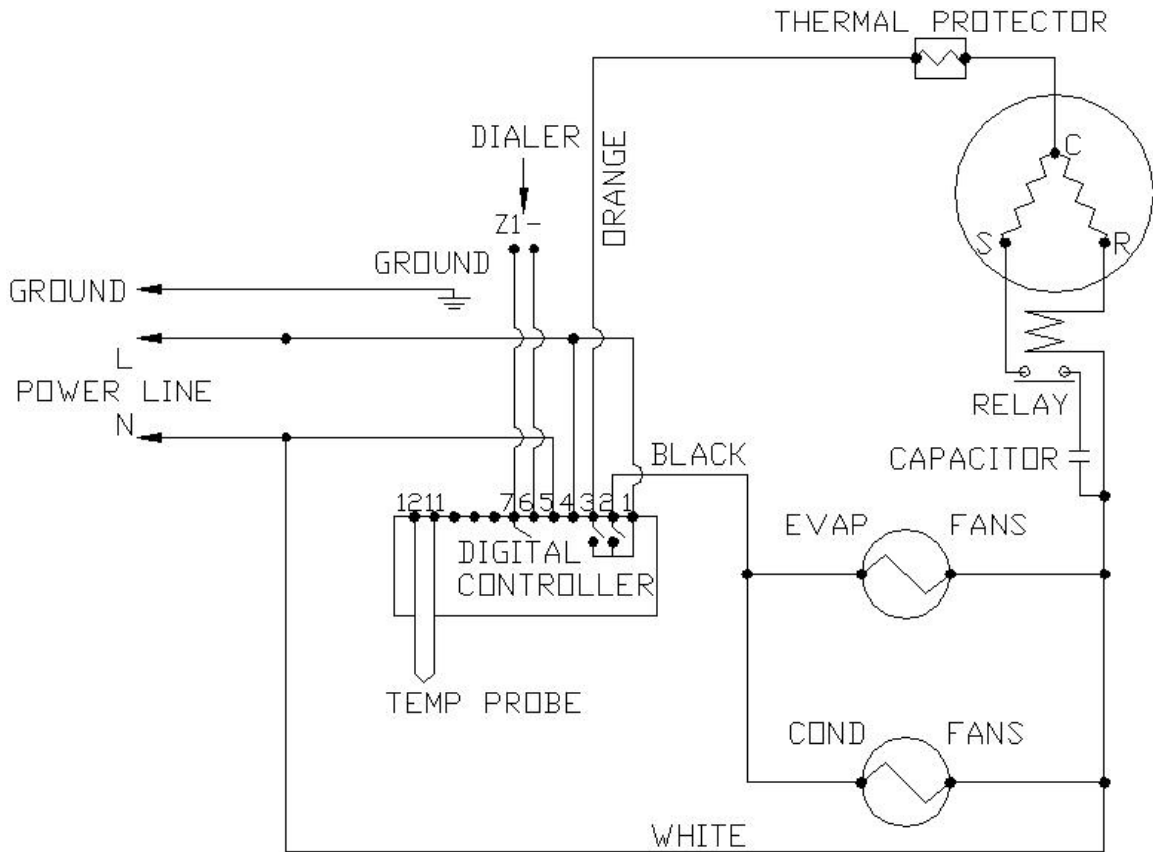 THERMAL PROTECTOR
DIALER
ORANGE
C
Z1-
S
R
GROUND
GROUND
L
POWER LINE
N
RELAY
BLACK
CAPACITOR
1211 7654321
EVAP FANS
DIGITAL
CONTROLLER
TEMP PROBE
COND FANS
WHITE